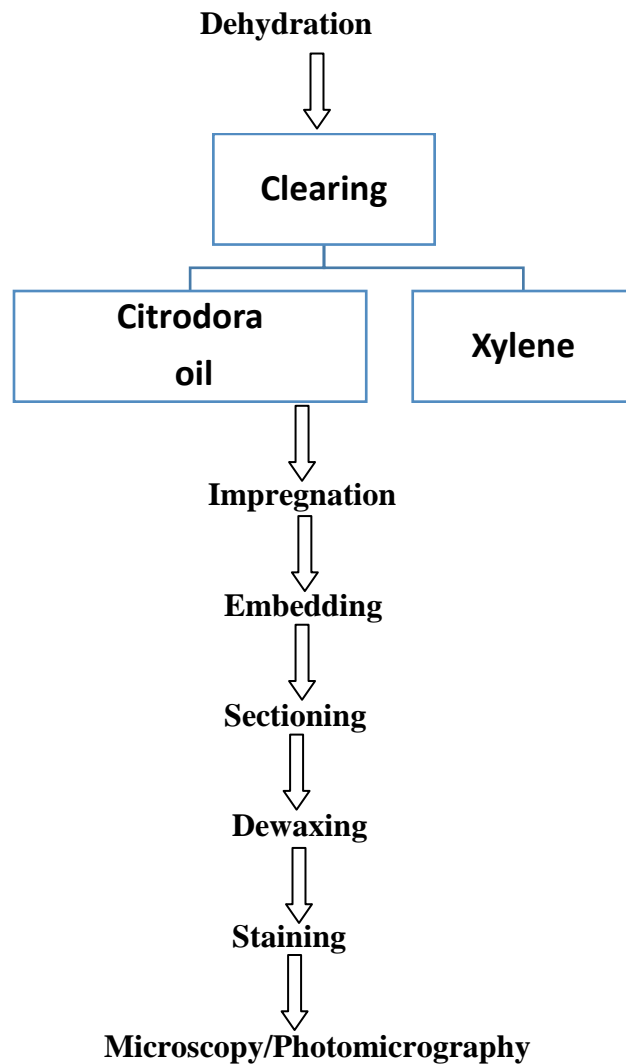 Dehydration
Clearing
Citrodora
oil
Xylene
Impregnation
Embedding
Sectioning
Dewaxing
Staining
Microscopy/Photomicrography